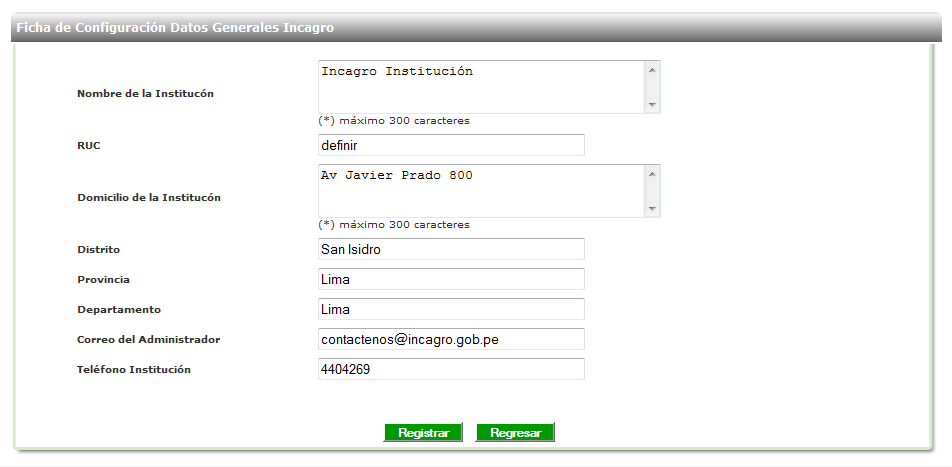 Ficha de Configuración Datos Generales Incagro
Nombre de la Institucón
Incagro Institución
(*) máximo 300 caracteres
RUC
definir
Domicilio de la Institucón
Av Javier Prado 800
(*) máximo 300 caracteres
Distrito
San Isidro
Provincia
Lima
Departamento
Lima
Correo del Administrador
contactenos@incagro.gob.pe
Teléfono Institución
4404269
Registrar Regresar